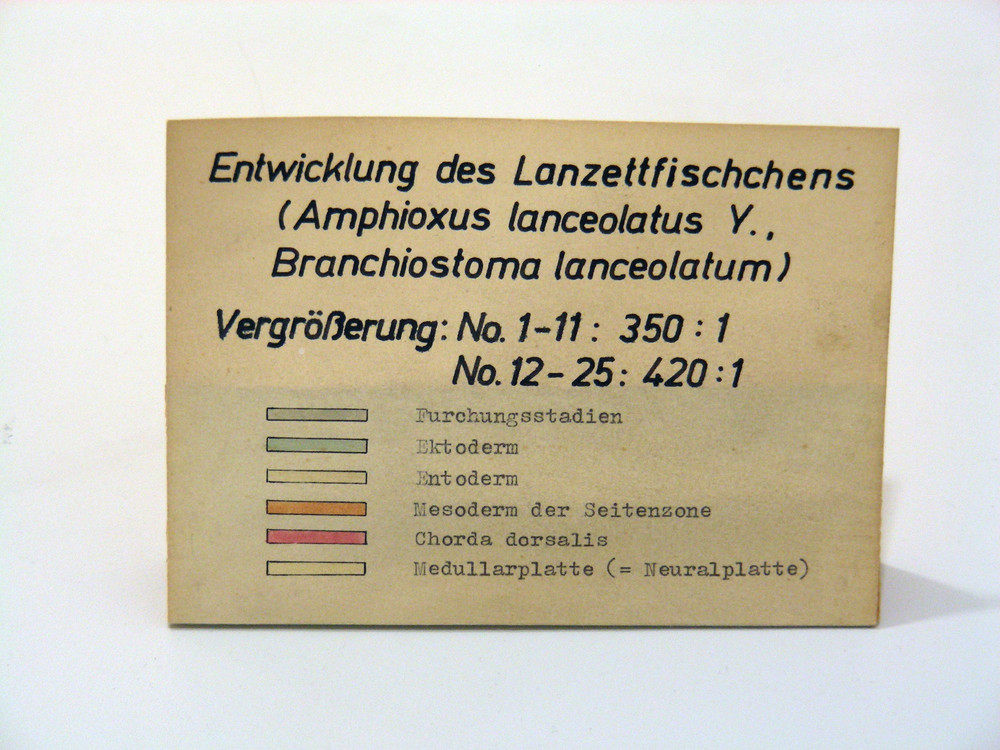 Entwicklung des Lanzettfischchens
(Amphioxus lanceolatus Y.,
Branchiostoma lanceolatum)
Vergrößerung: No. 1-11: 350:1
No. 12-25: 420:1
Furchungsstadien
Ektoderm
Entoderm
Mesoderm der Seitenzone
Chorda dorsalis
Medullarplatte (= Neuralplatte)